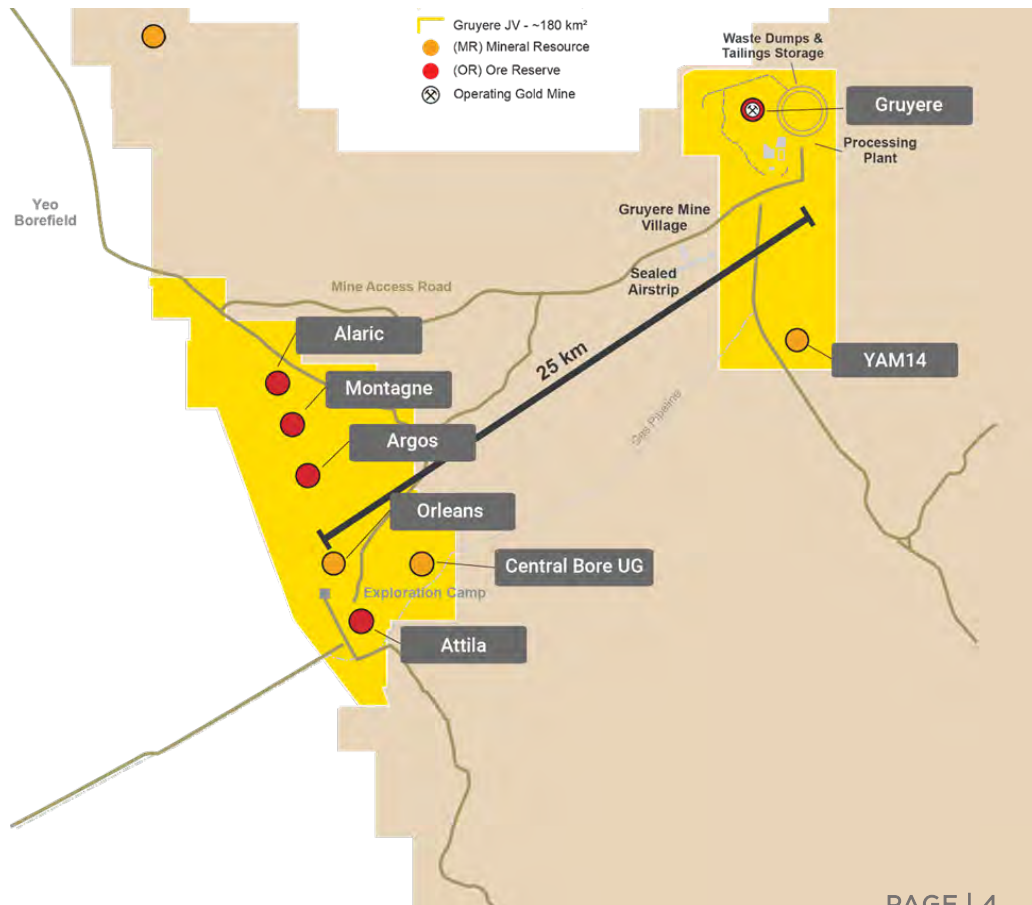 Gruyere JV - ~180 km²
(MR) Mineral Resource
(OR) Ore Reserve
Operating Gold Mine
Waste Dumps &
Tailings Storage
Gruyere
Processing
Plant
Yeo
Borefield
Gruyere Mine
Village
Sealed
Airstrip
Mine Access Road
Alaric
25 km
YAM14
Montagne
Gas Pipeline
Argos
Orleans
Central Bore UG
Exploration Camp
Attila
PAGE | 4